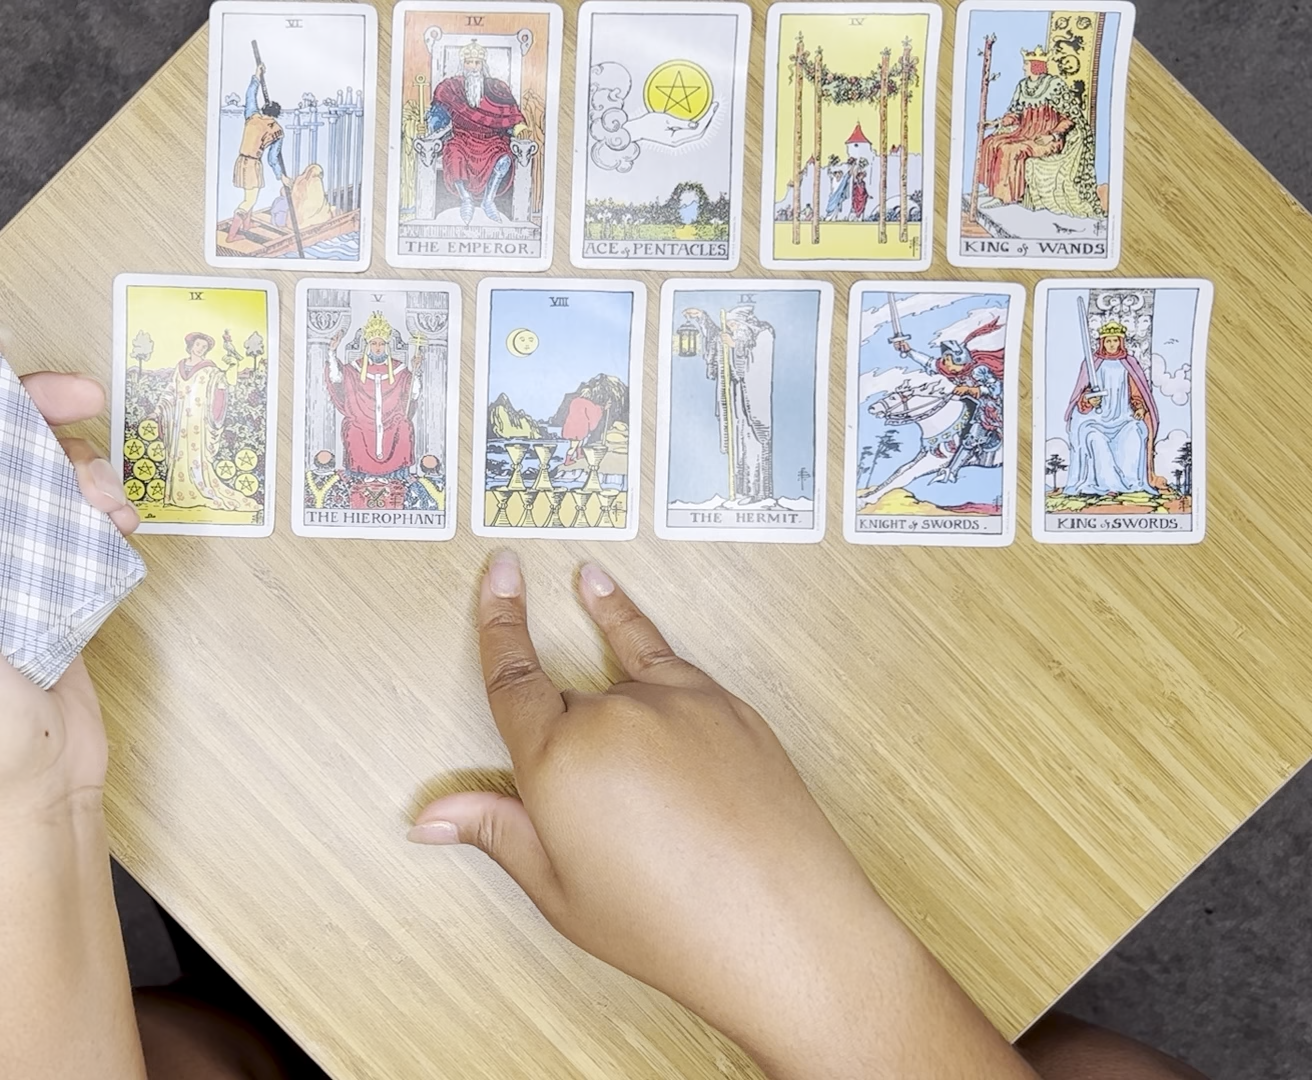 VI
IV
THE EMPEROR.
ACE of PENTACLES.
IV
KING of WANDS
IX
V
THE HIEROPHANT
VIII
IX
THE HERMIT.
KNIGHT of SWORDS.
KING of SWORDS.